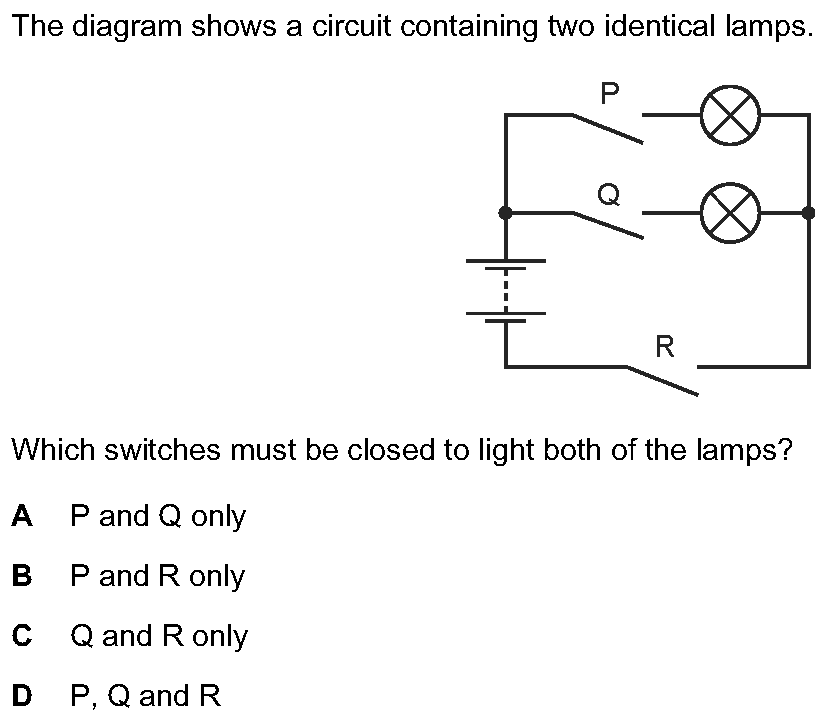 The diagram shows a circuit containing two identical lamps.
P
Q
R
Which switches must be closed to light both of the lamps?
A P and Q only
B P and R only
C Q and R only
D P, Q and R